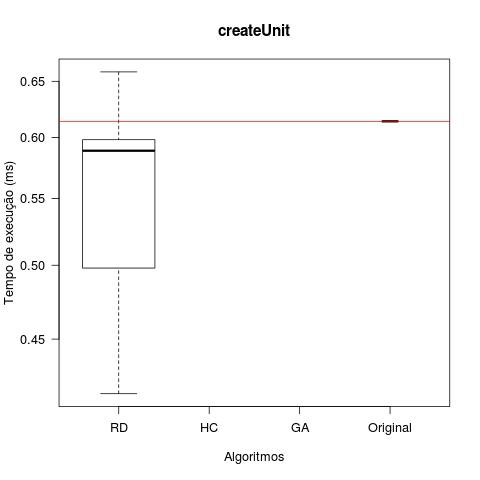 createUnit
Tempo de execução (ms)
0.65
0.60
0.55
0.50
0.45
RD HC GA Original
Algoritmos